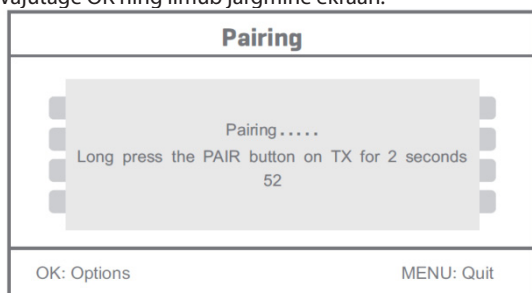 vajutage OK ning ilmub järgmine ekraan.
Pairing
Pairing.....
Long press the PAIR button on TX for 2 seconds
52
OK: Options
MENU: Quit